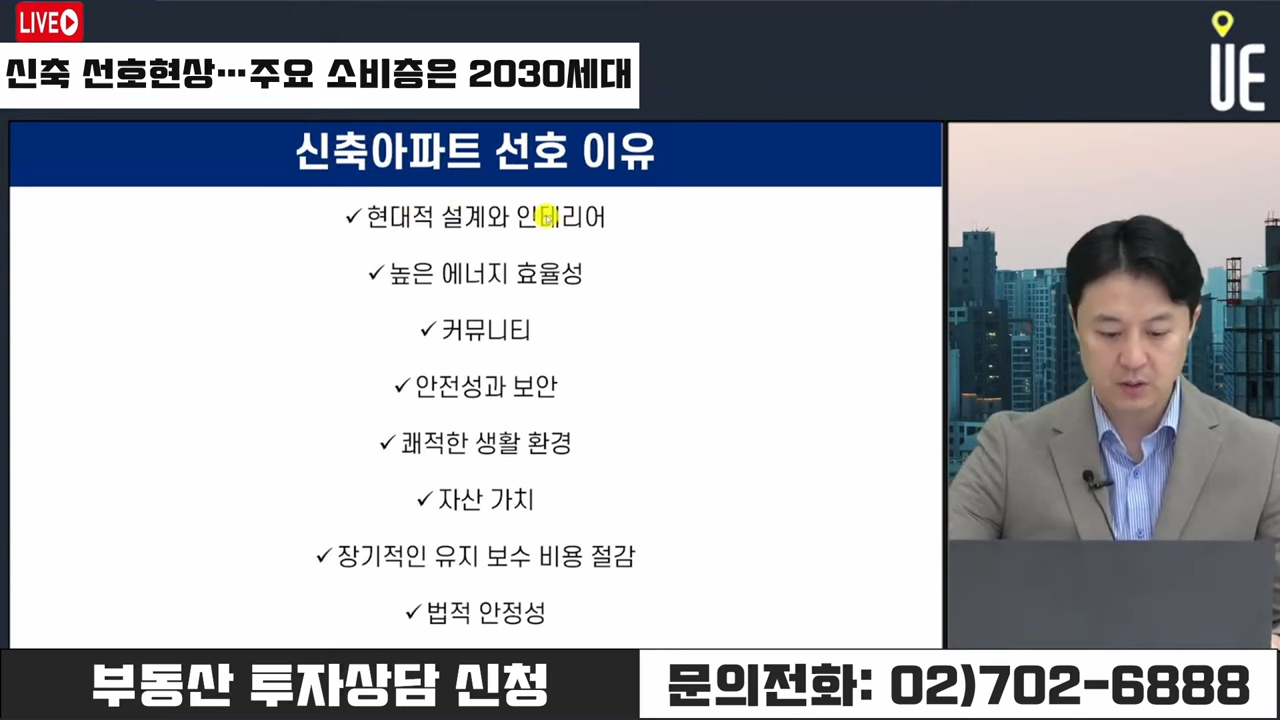 LIVE
신축 선호현상…주요 소비층은 2030세대
UE
신축아파트 선호 이유
✓현대적 설계와 인테리어
✓높은 에너지 효율성
✓커뮤니티
✓안전성과 보안
✓쾌적한 생활 환경
✓자산 가치
✓장기적인 유지 보수 비용 절감
✓법적 안정성
부동산 투자상담 신청
문의전화: 02)702-6888